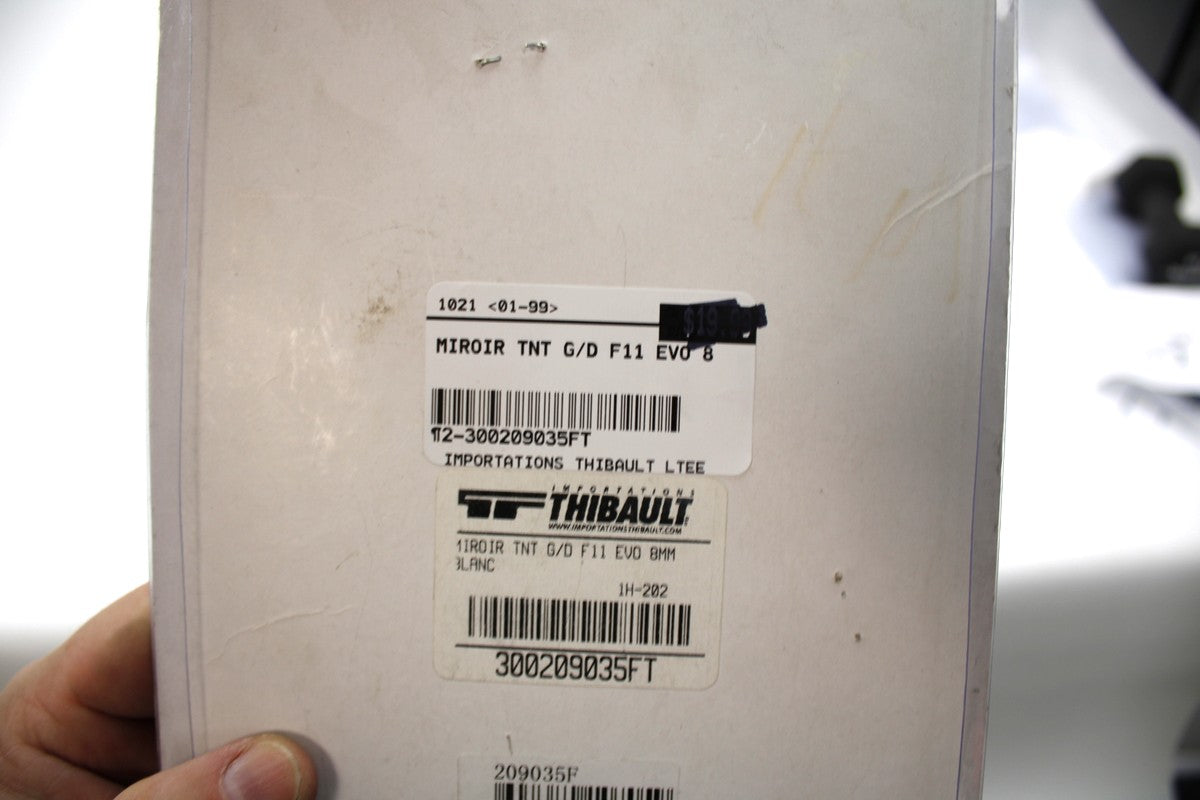 1021 <01-99>
MIROIR TNT G/D F11 EVO 8
¶2-300209035FT
IMPORTATIONS THIBAULT LTEE
IMPORTATIONS
THIBAULT
WWW.IMPORTATIONSTHIBAULT.COM
MIROIR TNT G/D F11 EVO 8MM
BLANC
1H-202
300209035FT
209035F